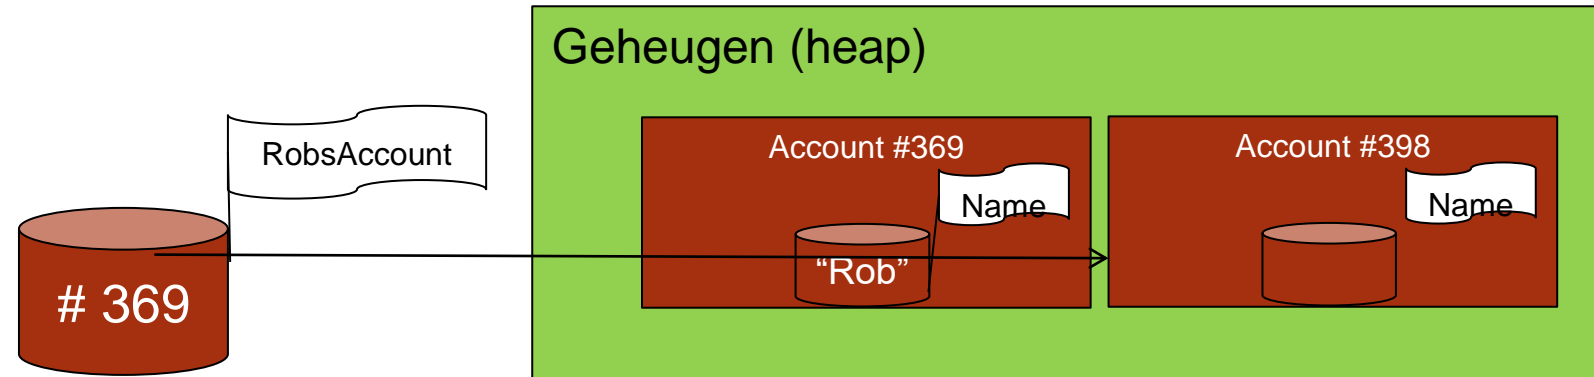 Geheugen (heap)
RobsAccount
# 369
Account #369
Name
“Rob”
Account #398
Name